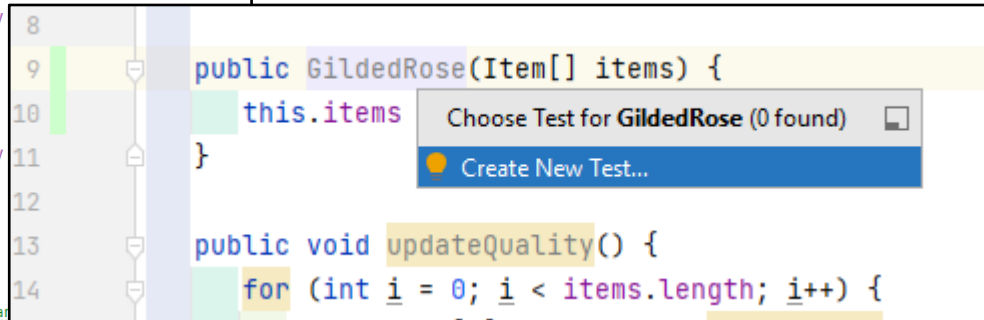 8
9 public GildedRose(Item[] items) {
10 this.items
Choose Test for GildedRose (0 found)
11 }
Create New Test...
12
13 public void updateQuality() {
14 for (int i = 0; i < items.length; i++) {